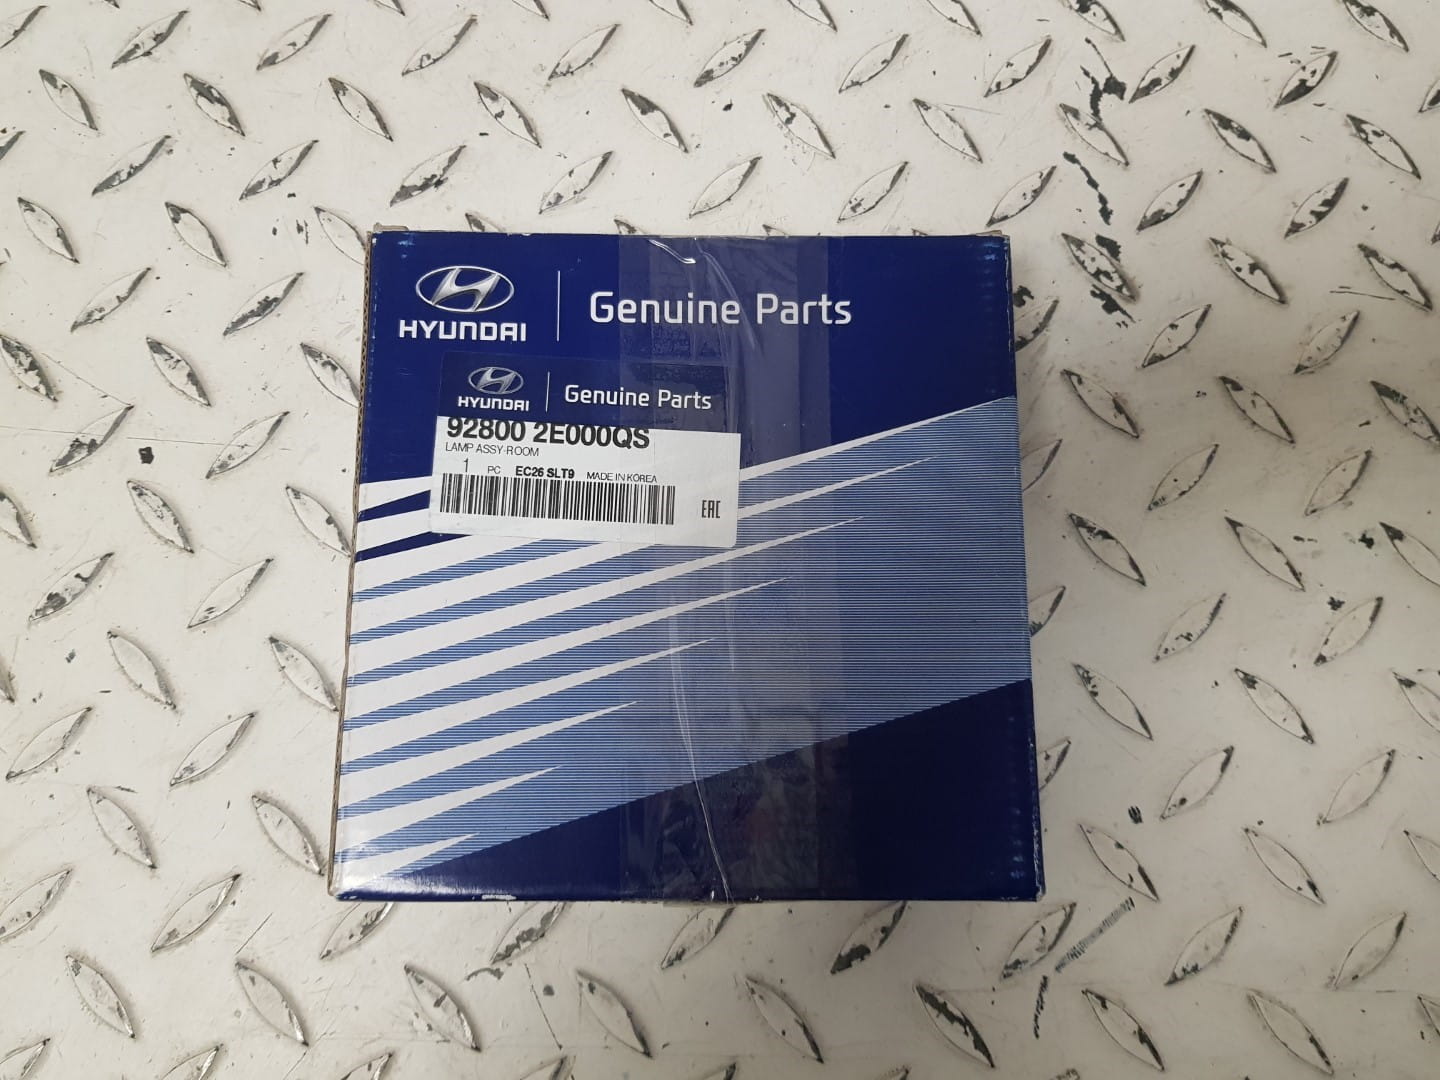 HYUNDAI
Genuine Parts
HYUNDAI
Genuine Parts
92800 2E000QS
LAMP ASSY-ROOM
1 PC EC26 SLT9 MADE IN KOREA
EAC